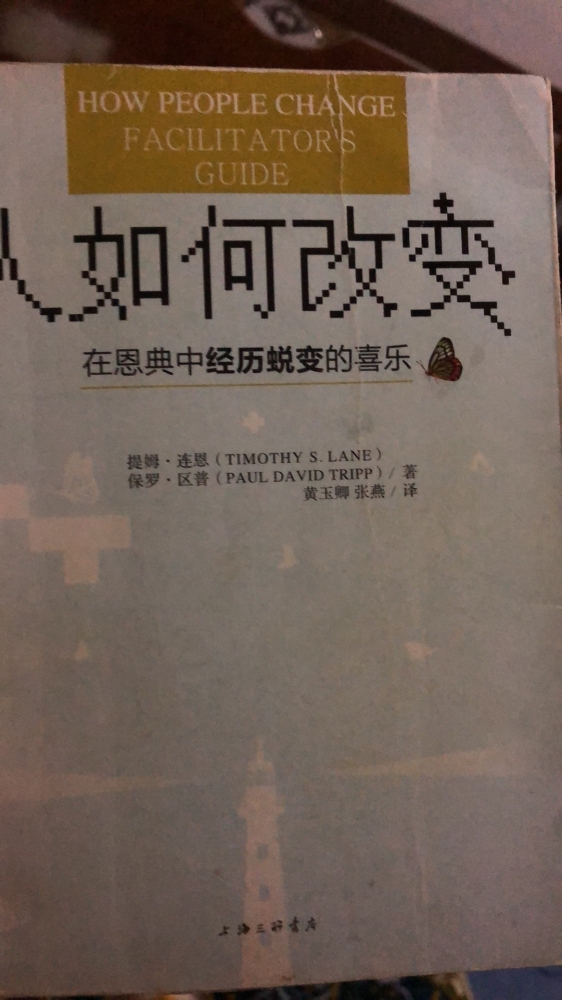 HOW PEOPLE CHANGE
FACILITATOR'S
GUIDE
人如何改变
在恩典中经历蜕变的喜乐
提姆·连恩（TIMOTHY S. LANE）
保罗·区普（PAUL DAVID TRIPP）/ 著
黄玉卿 张燕 / 译
上海三联书店